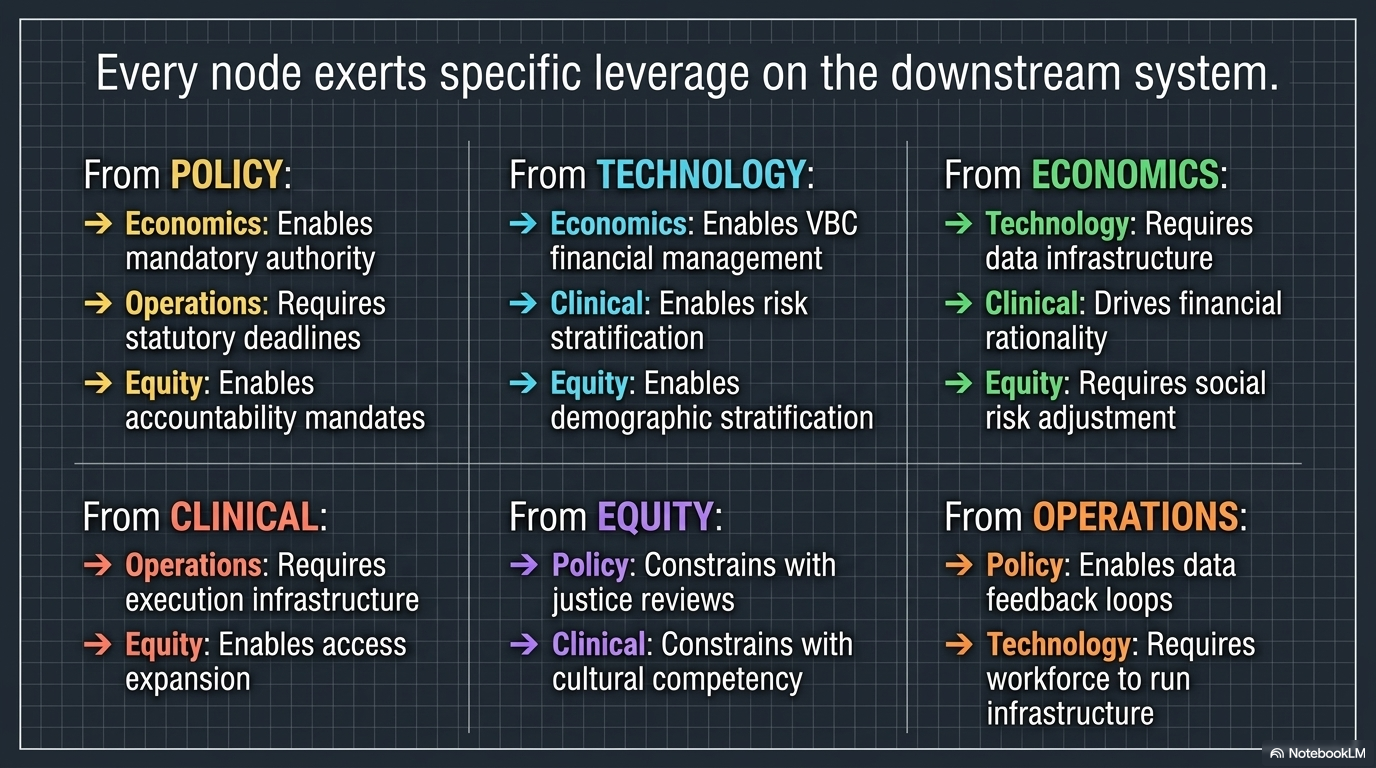 Every node exerts specific leverage on the downstream system.
From POLICY:
➔ Economics: Enables
mandatory authority
➔ Operations: Requires
statutory deadlines
➔ Equity: Enables
accountability mandates
From TECHNOLOGY:
➔ Economics: Enables VBC
financial management
➔ Clinical: Enables risk
stratification
➔ Equity: Enables
demographic stratification
From ECONOMICS:
➔ Technology: Requires
data infrastructure
➔ Clinical: Drives financial
rationality
➔ Equity: Requires social
risk adjustment
From CLINICAL:
➔ Operations: Requires
execution infrastructure
➔ Equity: Enables access
expansion
From EQUITY:
➔ Policy: Constrains with
justice reviews
➔ Clinical: Constrains with
cultural competency
From OPERATIONS:
➔ Policy: Enables data
feedback loops
➔ Technology: Requires
workforce to run
infrastructure
NotebookLM